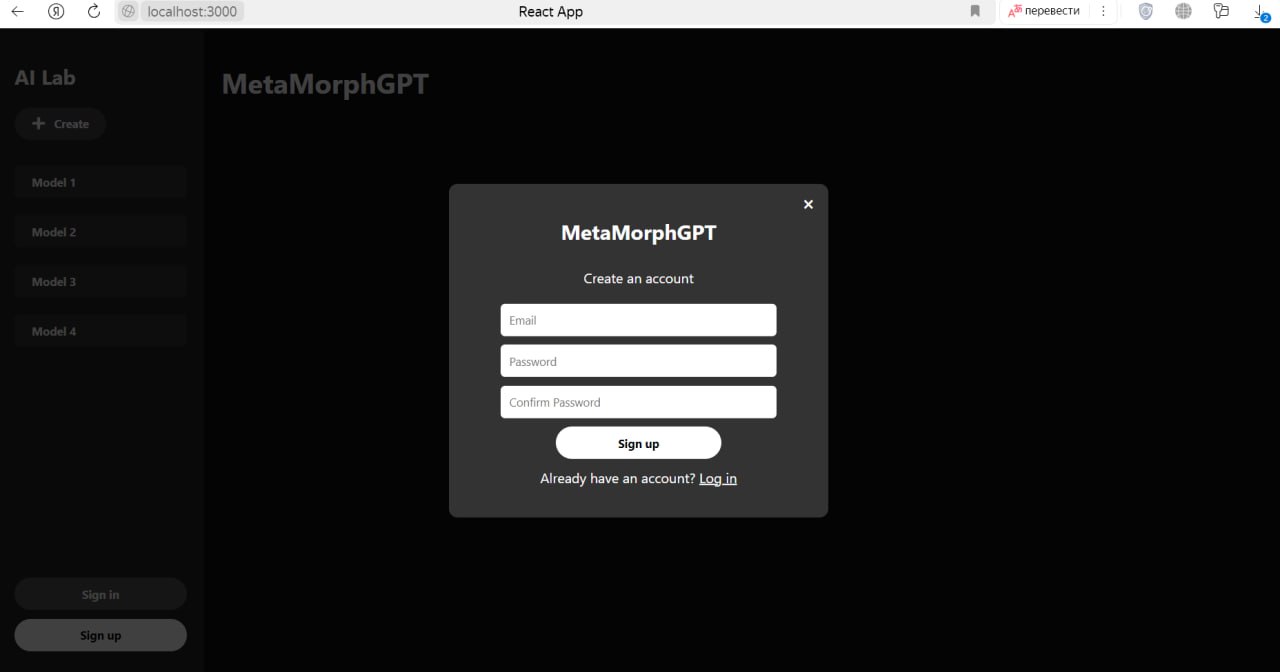 Я
localhost:3000
React App
перевести
2
AI Lab
Create
Model 1
Model 2
Model 3
Model 4
Sign in
Sign up
MetaMorphGPT
MetaMorphGPT
Create an account
Email
Password
Confirm Password
Sign up
Already have an account? Log in